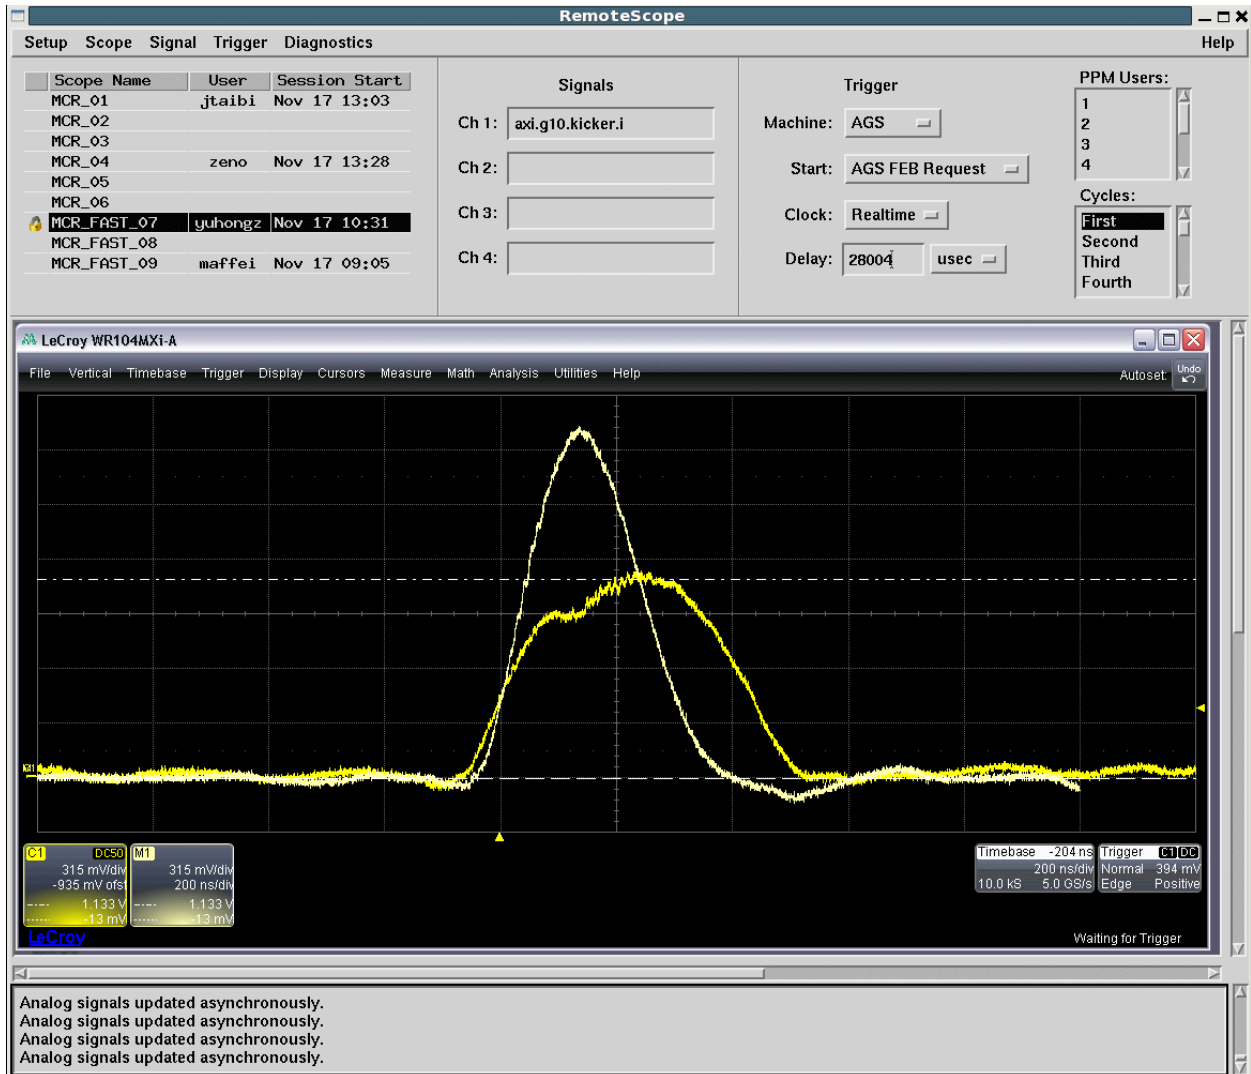 RemoteScope
Setup Scope Signal Trigger Diagnostics Help
Scope Name User Session Start
MCR_01 jtaibi Nov 17 13:03
MCR_02
MCR_03
MCR_04 zeno Nov 17 13:28
MCR_05
MCR_06
MCR_FAST_07 yuhongz Nov 17 10:31
MCR_FAST_08
MCR_FAST_09 maffei Nov 17 09:05
Signals
Ch 1: axi.g10.kicker.i
Ch 2:
Ch 3:
Ch 4:
Trigger
Machine: AGS
Start: AGS FEB Request
Clock: Realtime
Delay: 28004 usec
PPM Users:
1
2
3
4
Cycles:
First
Second
Third
Fourth
LeCroy WR104MXi-A
File Vertical Timebase Trigger Display Cursors Measure Math Analysis Utilities Help
Autoset: Undo
C1 DC50
315 mV/div
-935 mV ofst
1.133 V
-13 mV
M1
315 mV/div
200 ns/div
1.133 V
-13 mV
Timebase -204 ns
200 ns/div
10.0 kS 5.0 GS/s
Trigger C1 DC
Normal 394 mV
Edge Positive
LeCroy
Waiting for Trigger
Analog signals updated asynchronously.
Analog signals updated asynchronously.
Analog signals updated asynchronously.
Analog signals updated asynchronously.